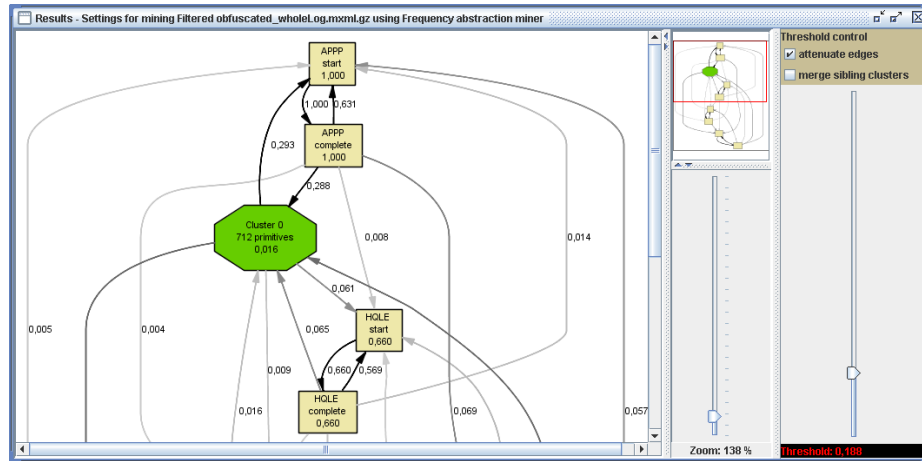 Results - Settings for mining Filtered obfuscated_wholeLog.mxml.gz using Frequency abstraction miner
APPP
start
1,000
1,000
0,631
APPP
complete
1,000
0,293
0,288
Cluster 0
712 primitives
0,016
0,008
0,014
0,061
HQLE
start
0,660
0,005
0,004
0,065
0,009
0,660
0,569
HQLE
complete
0,660
0,016
0,069
0,057
Zoom: 138 %
Threshold control
attenuate edges
merge sibling clusters
Threshold: 0,188